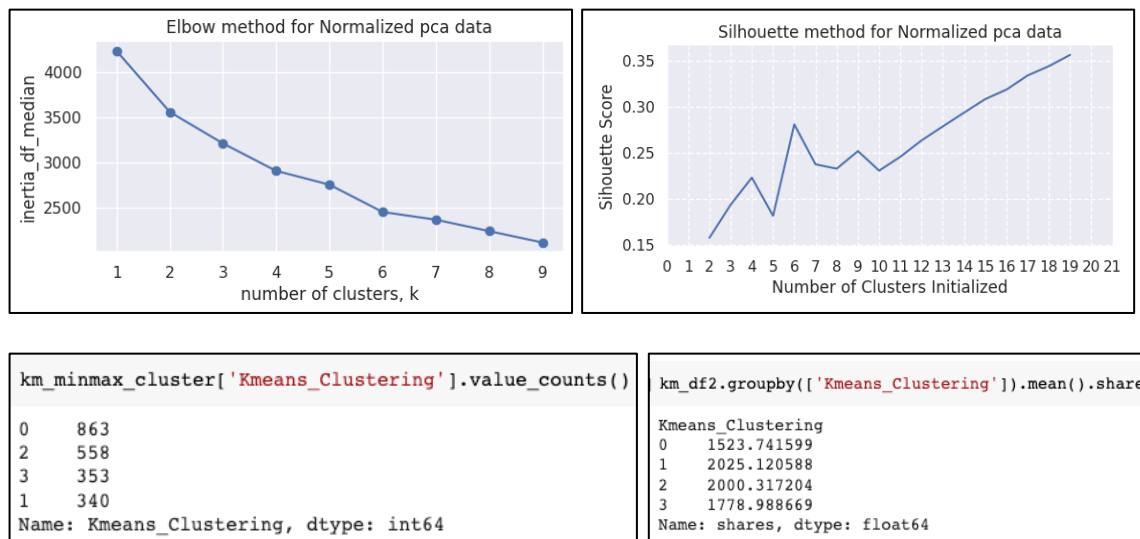 Elbow method for Normalized pca data
4000
3500
3000
2500
inertia_df_median
1 2 3 4 5 6 7 8 9
number of clusters, k
Silhouette method for Normalized pca data
0.35
0.30
0.25
0.20
0.15
Sihouette Score
0 1 2 3 4 5 6 7 8 9 10 11 12 13 14 15 16 17 18 19 20 21
Number of Clusters Initialized
km_minmax_cluster['Kmeans_Clustering'].value_counts()
0 863
2 558
3 353
1 340
Name: Kmeans_Clustering, dtype: int64
km_df2.groupby(['Kmeans_Clustering']).mean().share
Kmeans_Clustering
0 1523.741599
1 2025.120588
2 2000.317204
3 1778.988669
Name: shares, dtype: float64